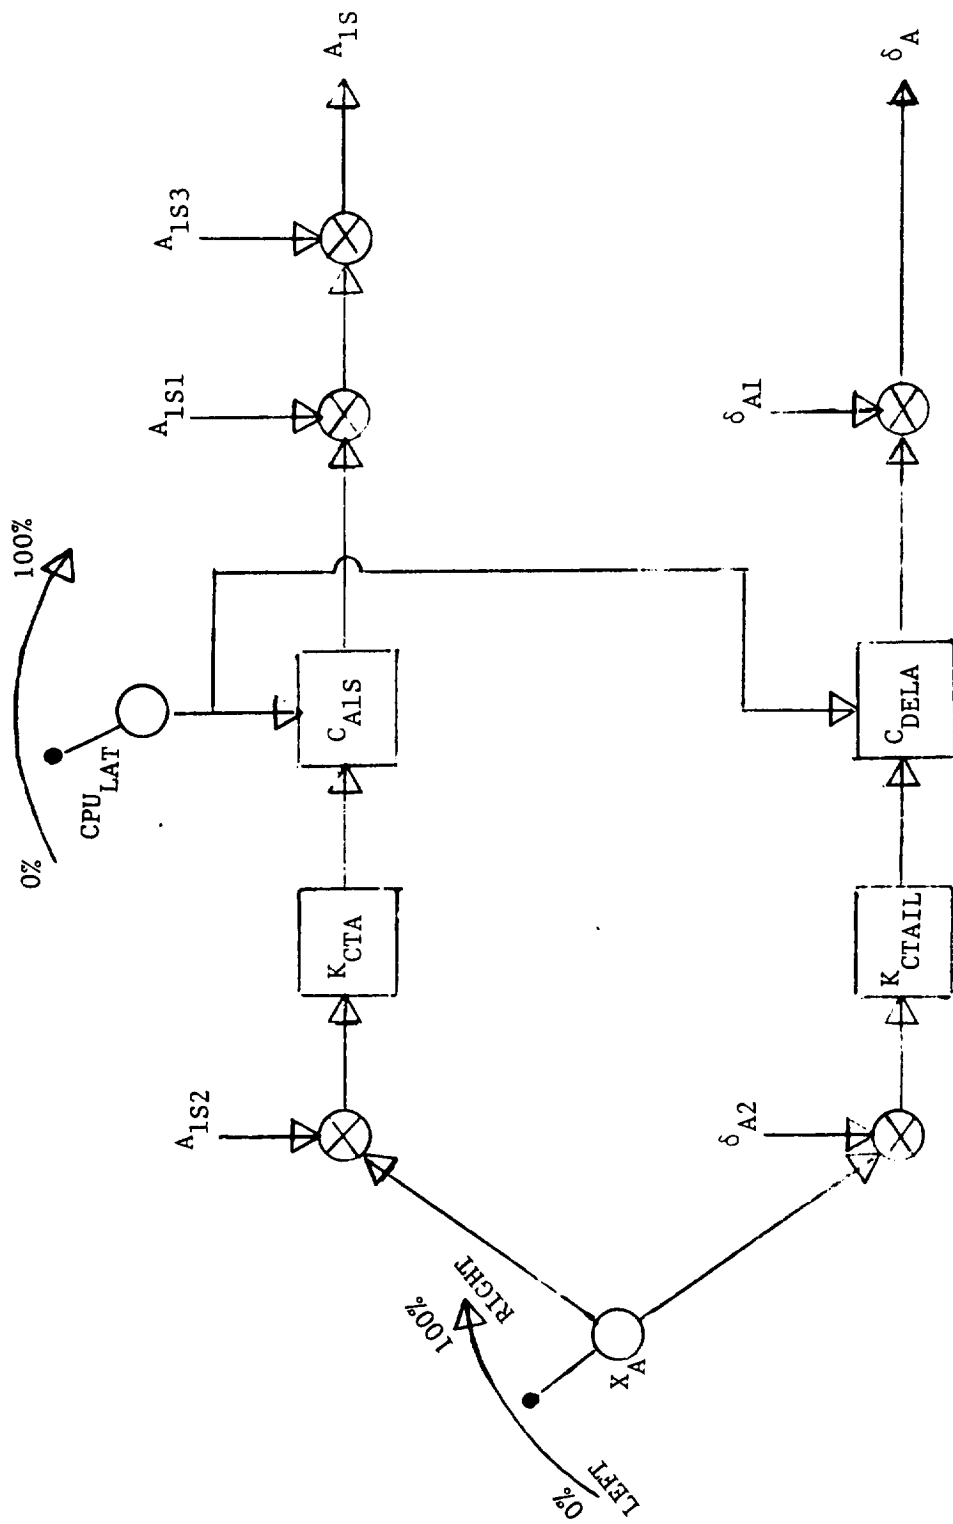 0%
100%
CPU_LAT
A_1S2
K_CTA
C_A1S
A_1S1
A_1S3
A_1S
0%
LEFT
100%
RIGHT
X_A
δ_A2
K_CTAIL
C_DELA
δ_A1
δ_A